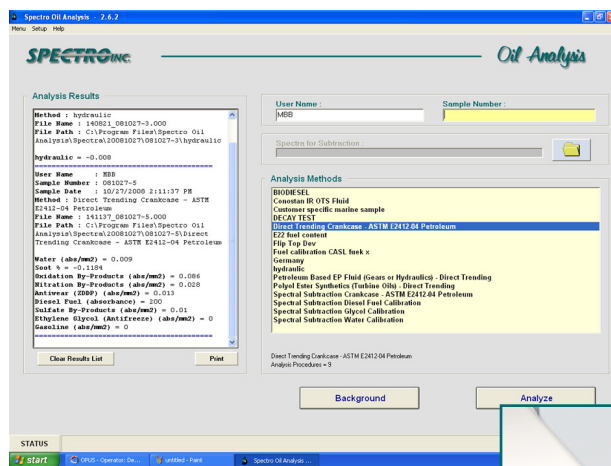 Spectro Oil Analysis - 2.6.2
Menu Setup Help
SPECTRO INC.
Oil Analysis
Analysis Results
Method : hydraulic
File Name : 140821_081027-3.000
File Path : C:\Program Files\Spectro Oil
Analysis\Spectra\20081027\081027-3\hydraulic
hydraulic = -0.008
User Name : MBB
Sample Number : 081027-5
Sample Date : 10/27/2008 2:11:37 PM
Method : Direct Trending Crankcase - ASTM
E2412-04 Petroleum
File Name : 141137_081027-5.000
File Path : C:\Program Files\Spectro Oil
Analysis\Spectra\20081027\081027-5\Direct
Trending Crankcase - ASTM E2412-04 Petroleum
Water (abs/mm2) = 0.009
Soot % = -0.1184
Oxidation By-Products (abs/mm2) = 0.086
Nitration By-Products (abs/mm2) = 0.028
Antiwear (ZDDP) (abs/mm2) = 0.013
Diesel Fuel (absorbance) = 200
Sulfate By-Products (abs/mm2) = 0.01
Ethylene Glycol (Antifreeze) (abs/mm2) = 0
Gasoline (abs/mm2) = 0
Clear Results List
Print
User Name :
Sample Number :
MBB
Spectra for Subtraction :
Analysis Methods
BIODIESEL
Conostan IR OTS Fluid
Customer specific marine sample
DECAY TEST
Direct Trending Crankcase - ASTM E2412-04 Petroleum
E22 fuel content
Flip Top Dev
Fuel calibration CASL fuek x
Germany
hydraulic
Petroleum Based EP Fluid (Gears or Hydraulics) - Direct Trending
Polyol Ester Synthetics (Turbine Oils) - Direct Trending
Spectral Subtraction Crankcase - ASTM E2412-04 Petroleum
Spectral Subtraction Diesel Fuel Calibration
Spectral Subtraction Glycol Calibration
Spectral Subtraction Water Calibration
Direct Trending Crankcase - ASTM E2412-04 Petroleum
Analysis Procedures = 9
Background
Analyze
STATUS
start
OPUS - Operator: De...
untitled - Paint
Spectro Oil Analysis ...